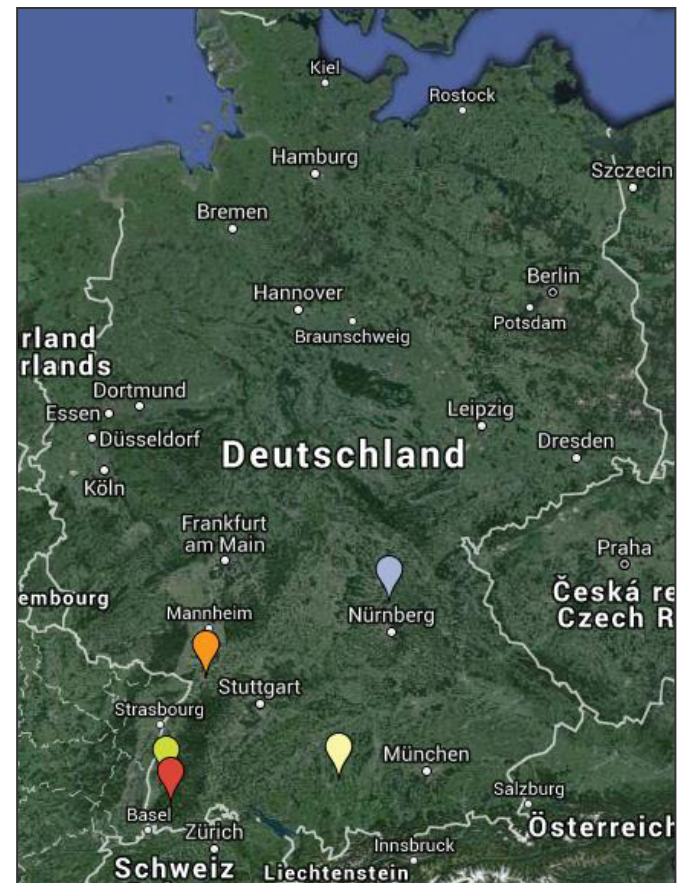 Kiel
Rostock
Hamburg
Szczecin
Bremen
Berlin
Hannover
Potsdam
Braunschweig
rland
rlands
Dortmund
Essen
Leipzig
Düsseldorf
Dresden
Deutschland
Köln
Frankfurt
am Main
Praha
embourg
Česká re
Czech R
Mannheim
Nürnberg
Stuttgart
Strasbourg
München
Salzburg
Basel
Zürich
Österreich
Innsbruck
Schweiz
Liechtenstein